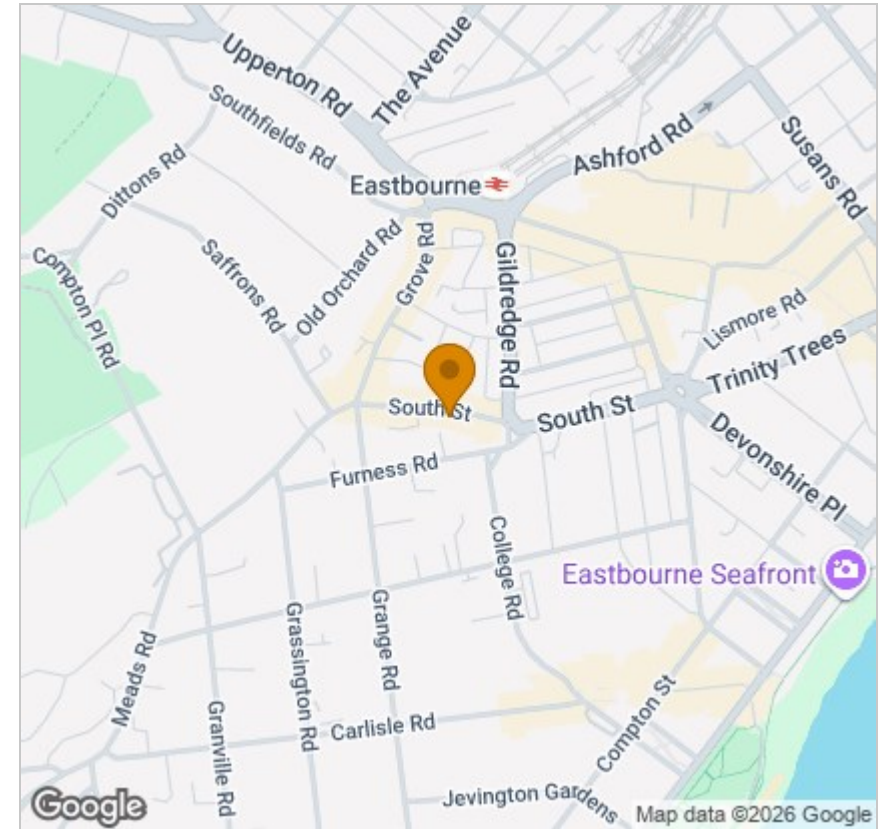 Upperton Rd
The Avenue
Southfields Rd
Ashford Rd
Susans Rd
Eastbourne
Dittons Rd
Grove Rd
Saffrons Rd
Old Orchard Rd
Compton Pl Rd
Gildredge Rd
Lismore Rd
Trinity Trees
South St
South St
Furness Rd
Devonshire Pl
College Rd
Eastbourne Seafront
Grassington Rd
Grange Rd
Meads Rd
Granville Rd
Carlisle Rd
Compton St
Jevington Gardens
Google
Map data ©2026 Google